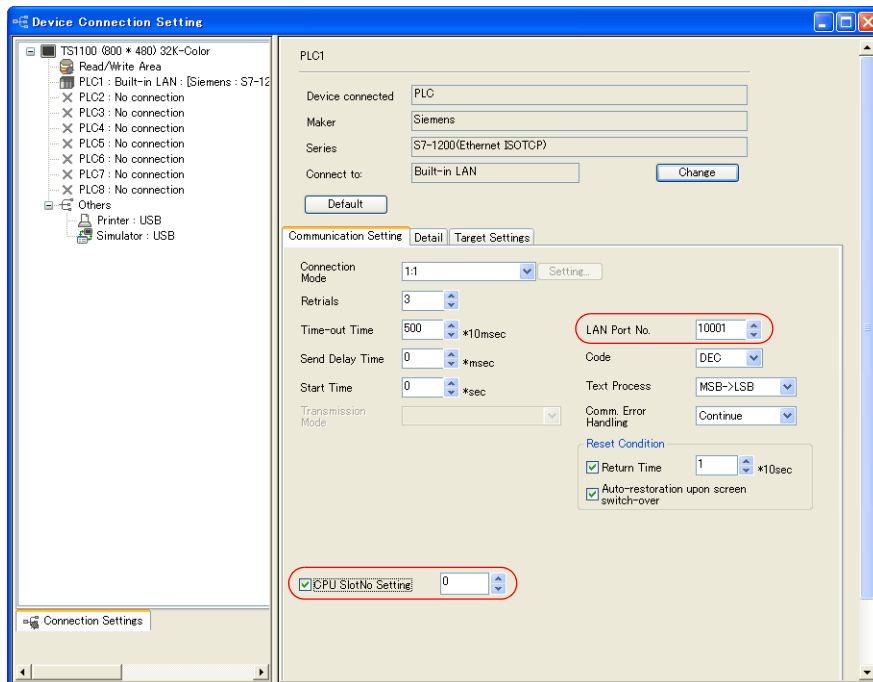 Device Connection Setting
TS1100 (800 * 480) 32K-Color
Read/Write Area
PLC1 : Built-in LAN : [Siemens : S7-12
PLC2 : No connection
PLC3 : No connection
PLC4 : No connection
PLC5 : No connection
PLC6 : No connection
PLC7 : No connection
PLC8 : No connection
Others
Printer : USB
Simulator : USB
Connection Settings
PLC1
Device connected PLC
Maker Siemens
Series S7-1200(Ethernet ISOTCP)
Connect to: Built-in LAN Change
Default
Communication Setting Detail Target Settings
Connection Mode 1:1 Setting...
Retrials 3
Time-out Time 500 *10msec
Send Delay Time 0 *msec
Start Time 0 *sec
Transmission Mode
LAN Port No. 10001
Code DEC
Text Process MSB->LSB
Comm. Error Handling Continue
Reset Condition
Return Time 1 *10sec
Auto-restoration upon screen
switch-over
CPU SlotNo Setting 0